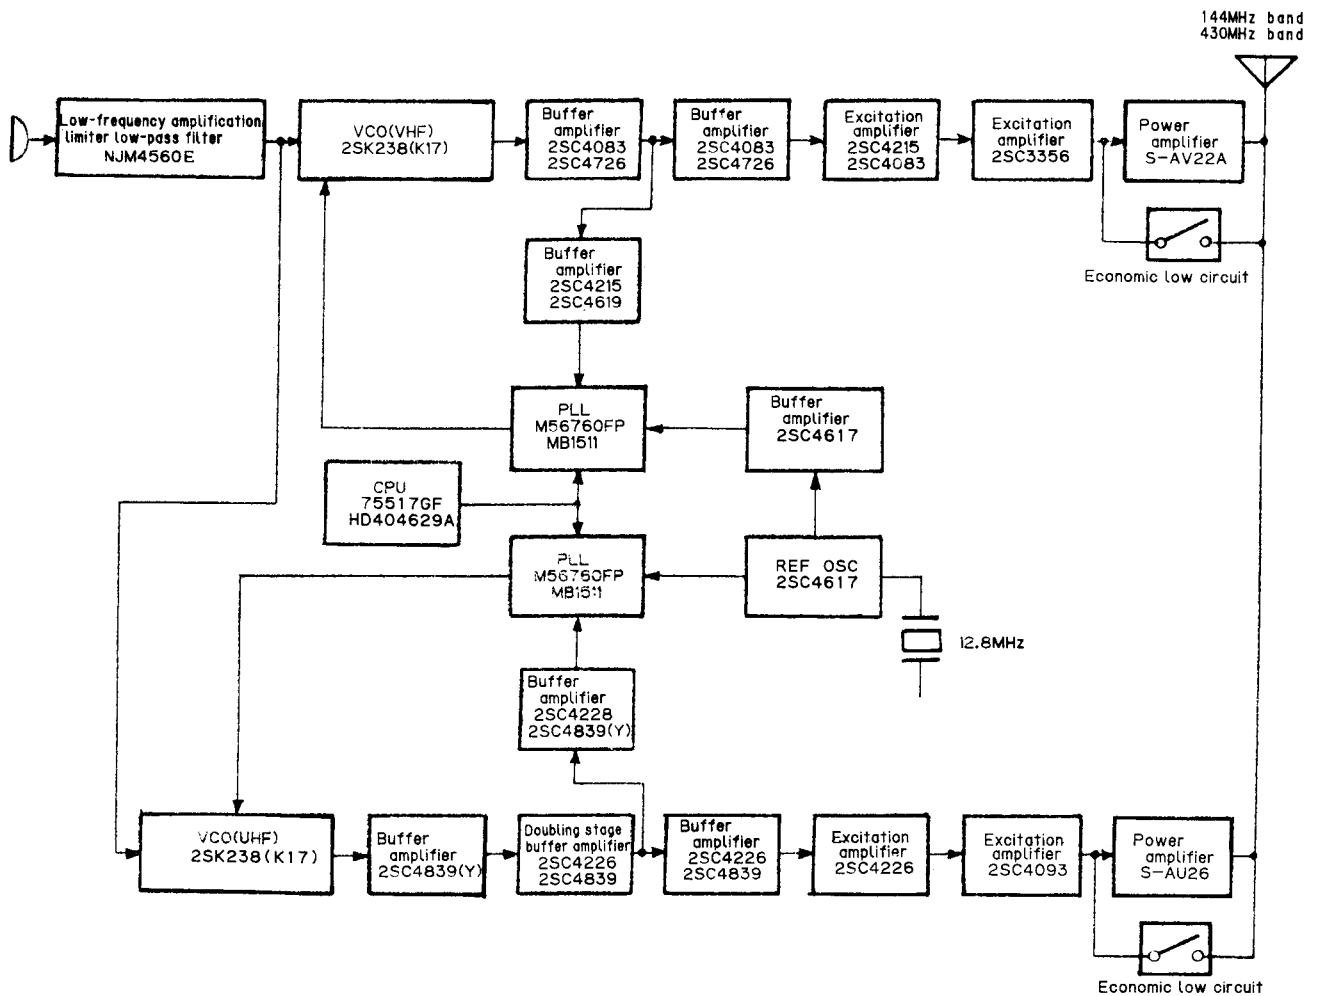 144MHz band
430MHz band
Low-frequency amplification
limiter low-pass filter
NJM4560E
VCO(VHF)
2SK238(K17)
Buffer
amplifier
2SC4083
2SC4726
Buffer
amplifier
2SC4083
2SC4726
Excitation
amplifier
2SC4215
2SC4083
Excitation
amplifier
2SC3356
Power
amplifier
S-AV22A
Economic low circuit
Buffer
amplifier
2SC4215
2SC4619
PLL
M56760FP
MB1511
Buffer
amplifier
2SC4617
CPU
75517GF
HD404629A
PLL
M56760FP
MB1511
REF OSC
2SC4617
12.8MHz
Buffer
amplifier
2SC4228
2SC4839(Y)
VCO(UHF)
2SK238(K17)
Buffer
amplifier
2SC4839(Y)
Doubling stage
buffer amplifier
2SC4226
2SC4839
Buffer
amplifier
2SC4226
2SC4839
Excitation
amplifier
2SC4226
Excitation
amplifier
2SC4093
Power
amplifier
S-AU26
Economic low circuit